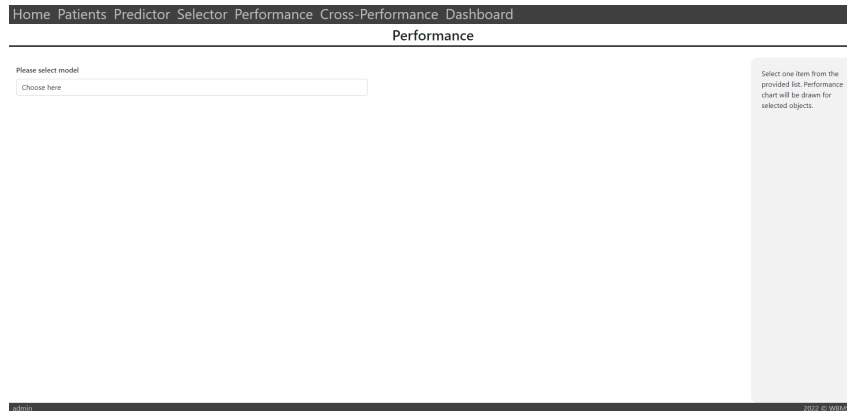 Home Patients Predictor Selector Performance Cross-Performance Dashboard
Performance
Please select model
Choose here
Select one item from the
provided list. Performance
chart will be drawn for
selected objects.
admin
2022 © WBMS